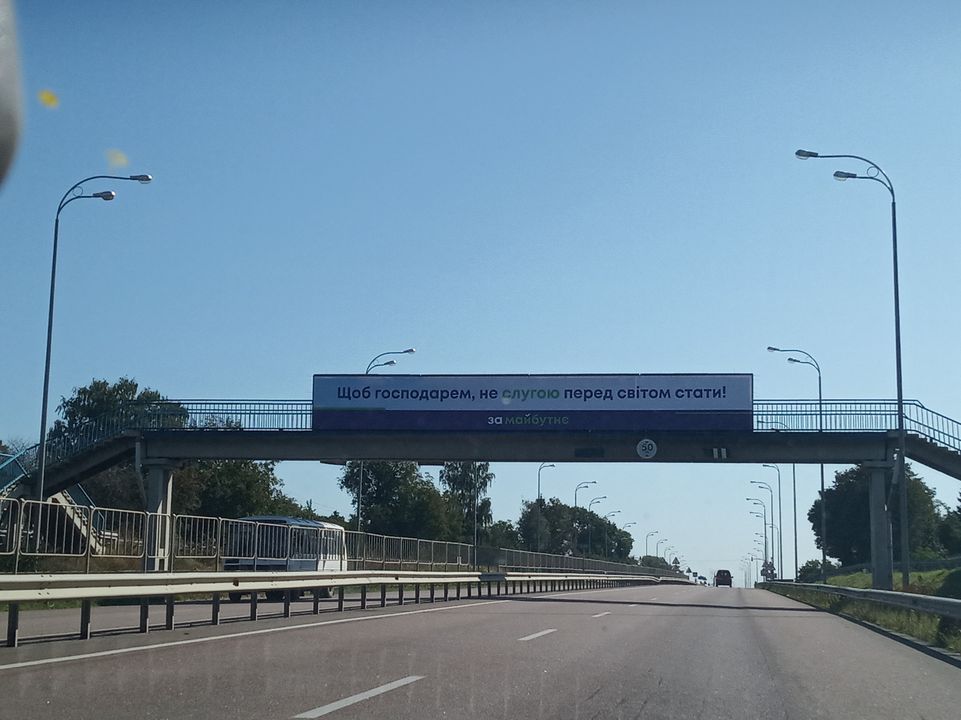 Щоб господарем, не слугою перед світом стати!
за майбутнє
50